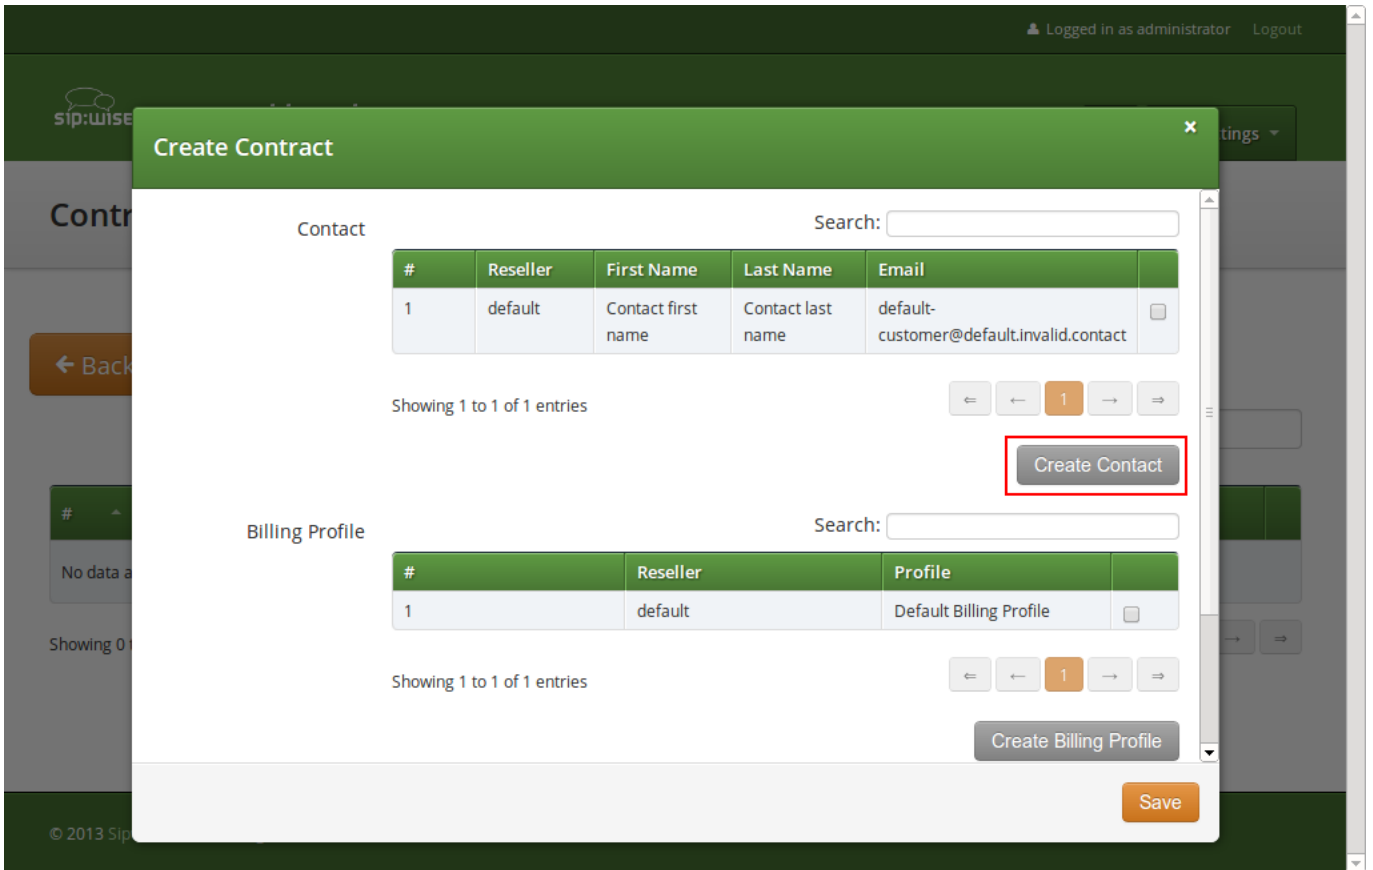 Logged in as administrator Logout
sip:wise
tings
Create Contract ×
Contr
Contact Search:
# Reseller First Name Last Name Email
1 default Contact first name Contact last name default-customer@default.invalid.contact
Back
Showing 1 to 1 of 1 entries ⇐ ← 1 → ⇒
Create Contact
#
Billing Profile Search:
# Reseller Profile
No data a
1 default Default Billing Profile
Showing 0 t → ⇒
Showing 1 to 1 of 1 entries ⇐ ← 1 → ⇒
Create Billing Profile
Save
© 2013 Sip